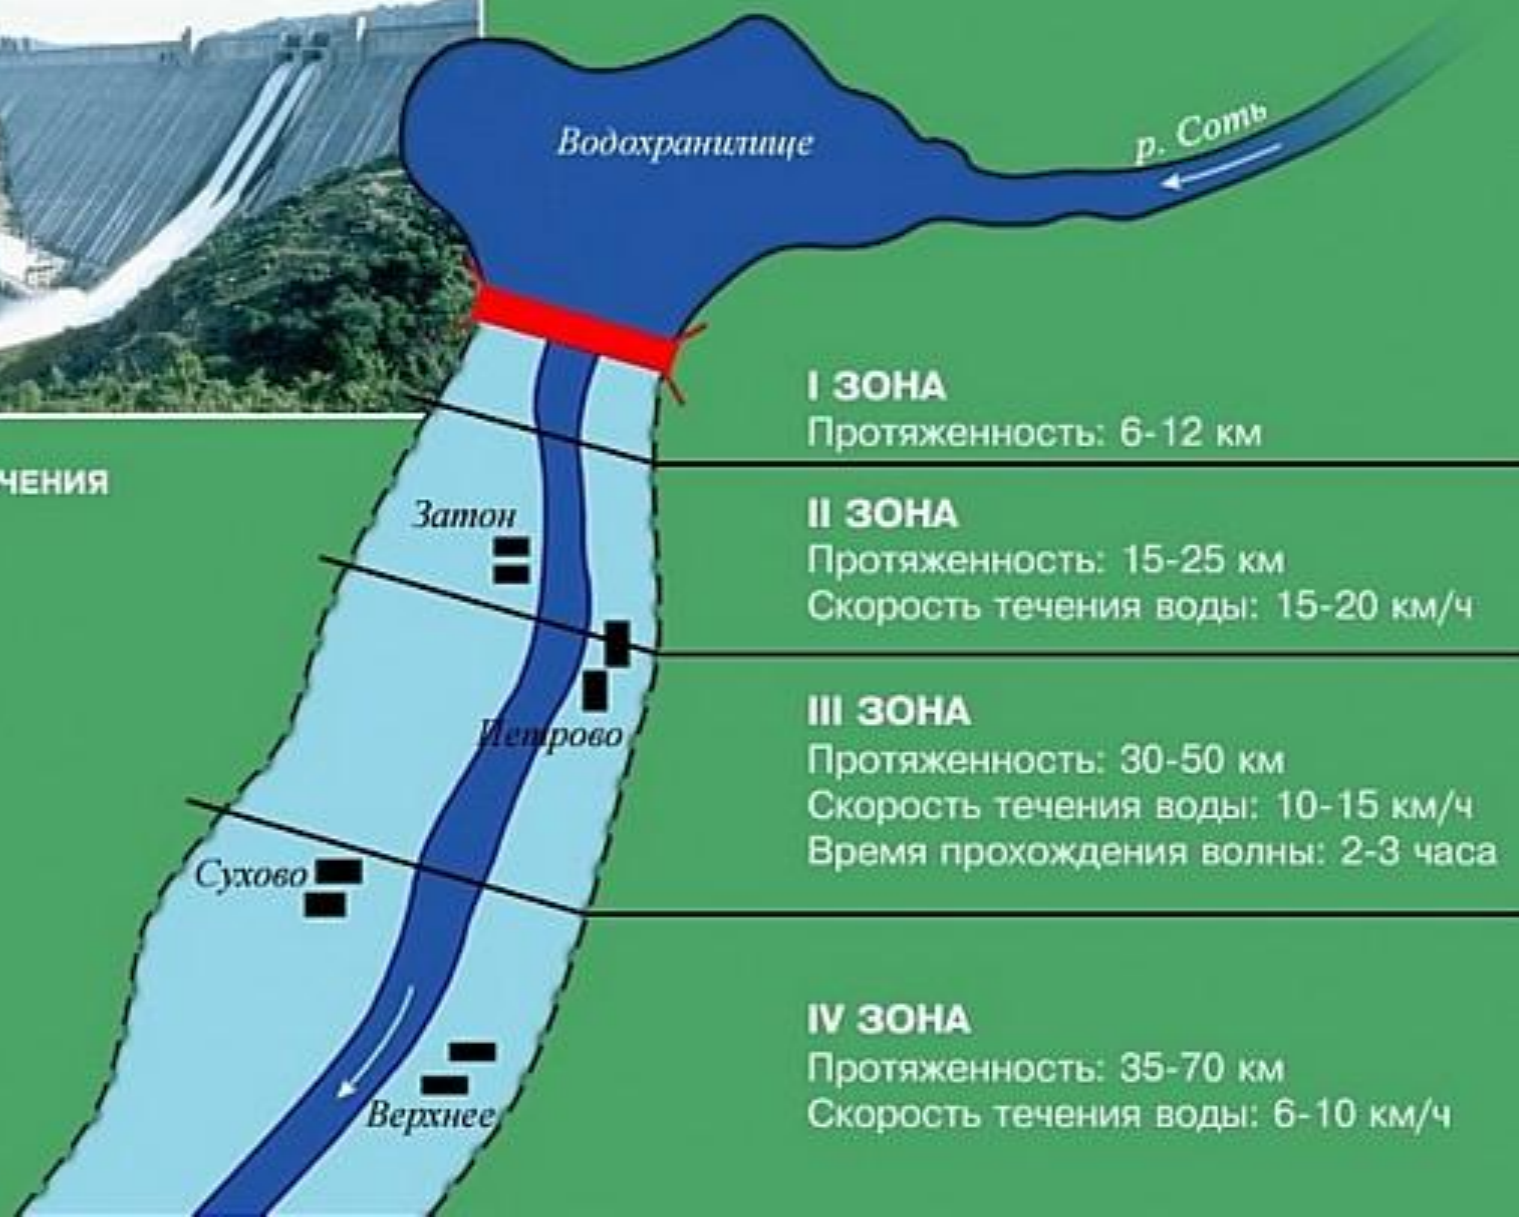 Водохранилище
р. Соть
I ЗОНА
Протяженность: 6-12 км
ЧЕНИЯ
Затон
II ЗОНА
Протяженность: 15-25 км
Скорость течения воды: 15-20 км/ч
Петрово
III ЗОНА
Протяженность: 30-50 км
Скорость течения воды: 10-15 км/ч
Время прохождения волны: 2-3 часа
Сухово
IV ЗОНА
Протяженность: 35-70 км
Скорость течения воды: 6-10 км/ч
Верхнее